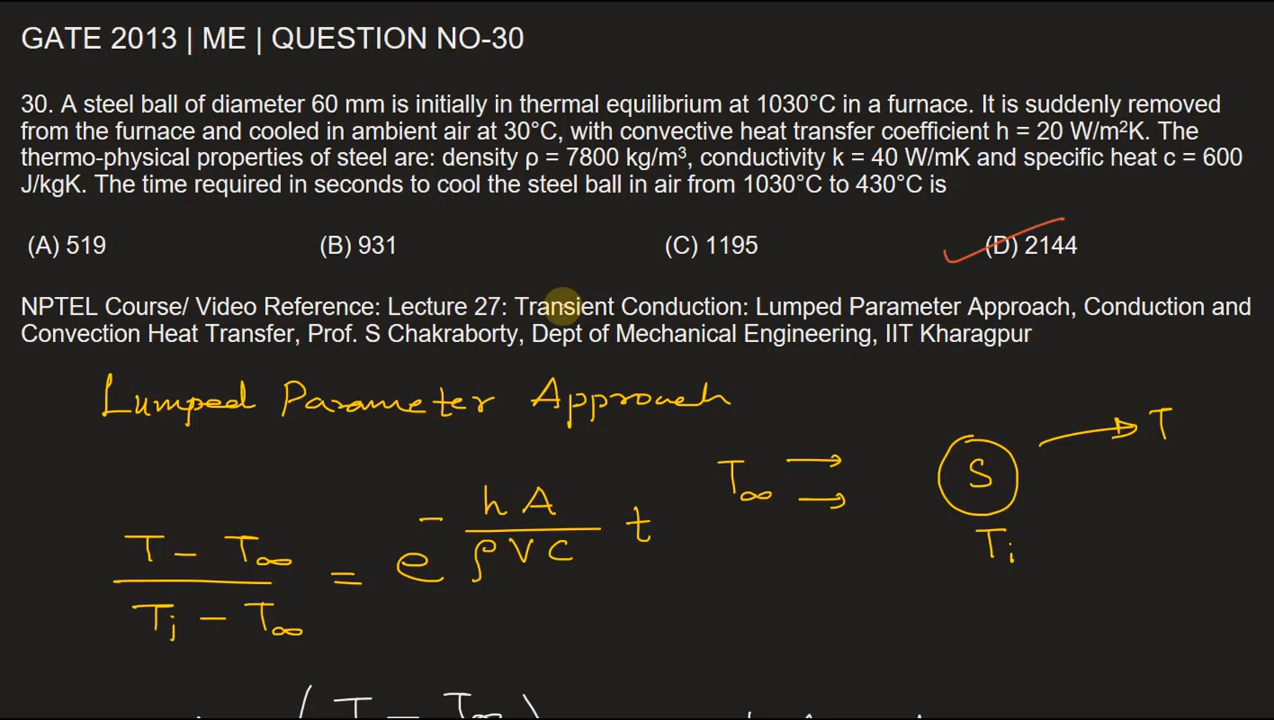 GATE 2013 | ME | QUESTION NO-30
30. A steel ball of diameter 60 mm is initially in thermal equilibrium at 1030°C in a furnace. It is suddenly removed
from the furnace and cooled in ambient air at 30°C, with convective heat transfer coefficient h = 20 W/m²K. The
thermo-physical properties of steel are: density ρ = 7800 kg/m³, conductivity k = 40 W/mK and specific heat c = 600
J/kgK. The time required in seconds to cool the steel ball in air from 1030°C to 430°C is
(A) 519 (B) 931 (C) 1195 (D) 2144
NPTEL Course/ Video Reference: Lecture 27: Transient Conduction: Lumped Parameter Approach, Conduction and
Convection Heat Transfer, Prof. S Chakraborty, Dept of Mechanical Engineering, IIT Kharagpur
Lumped Parameter Approach
T∞ S T
Ti
T - T∞ / Ti - T∞ = e^(- hA / ρVC t)
T - T∞